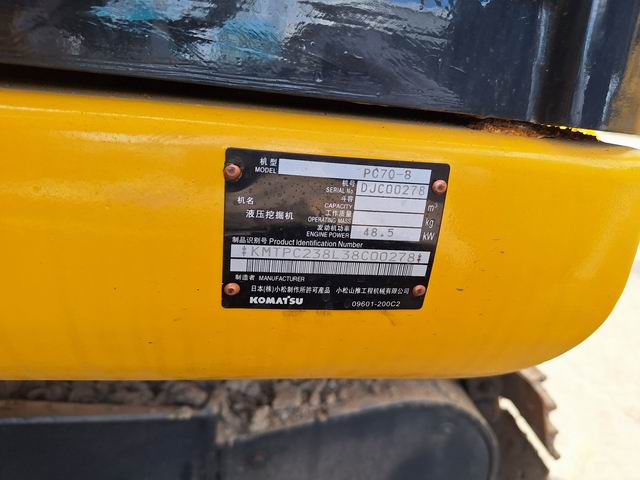 机型
MODEL PC70-8
机号
SERIAL No DJC00278
机名
液压挖掘机
斗容
CAPACITY m³
工作质量
OPERATING MASS kg
发动机功率
ENGINE POWER 48.5 kW
制品识别号 Product Identification Number
*KMTPC238L38C00278*
制造者 MANUFACTURER
日本(株)小松制作所許可產品 小松山推工程机械有限公司
KOMATSU 09601-200C2